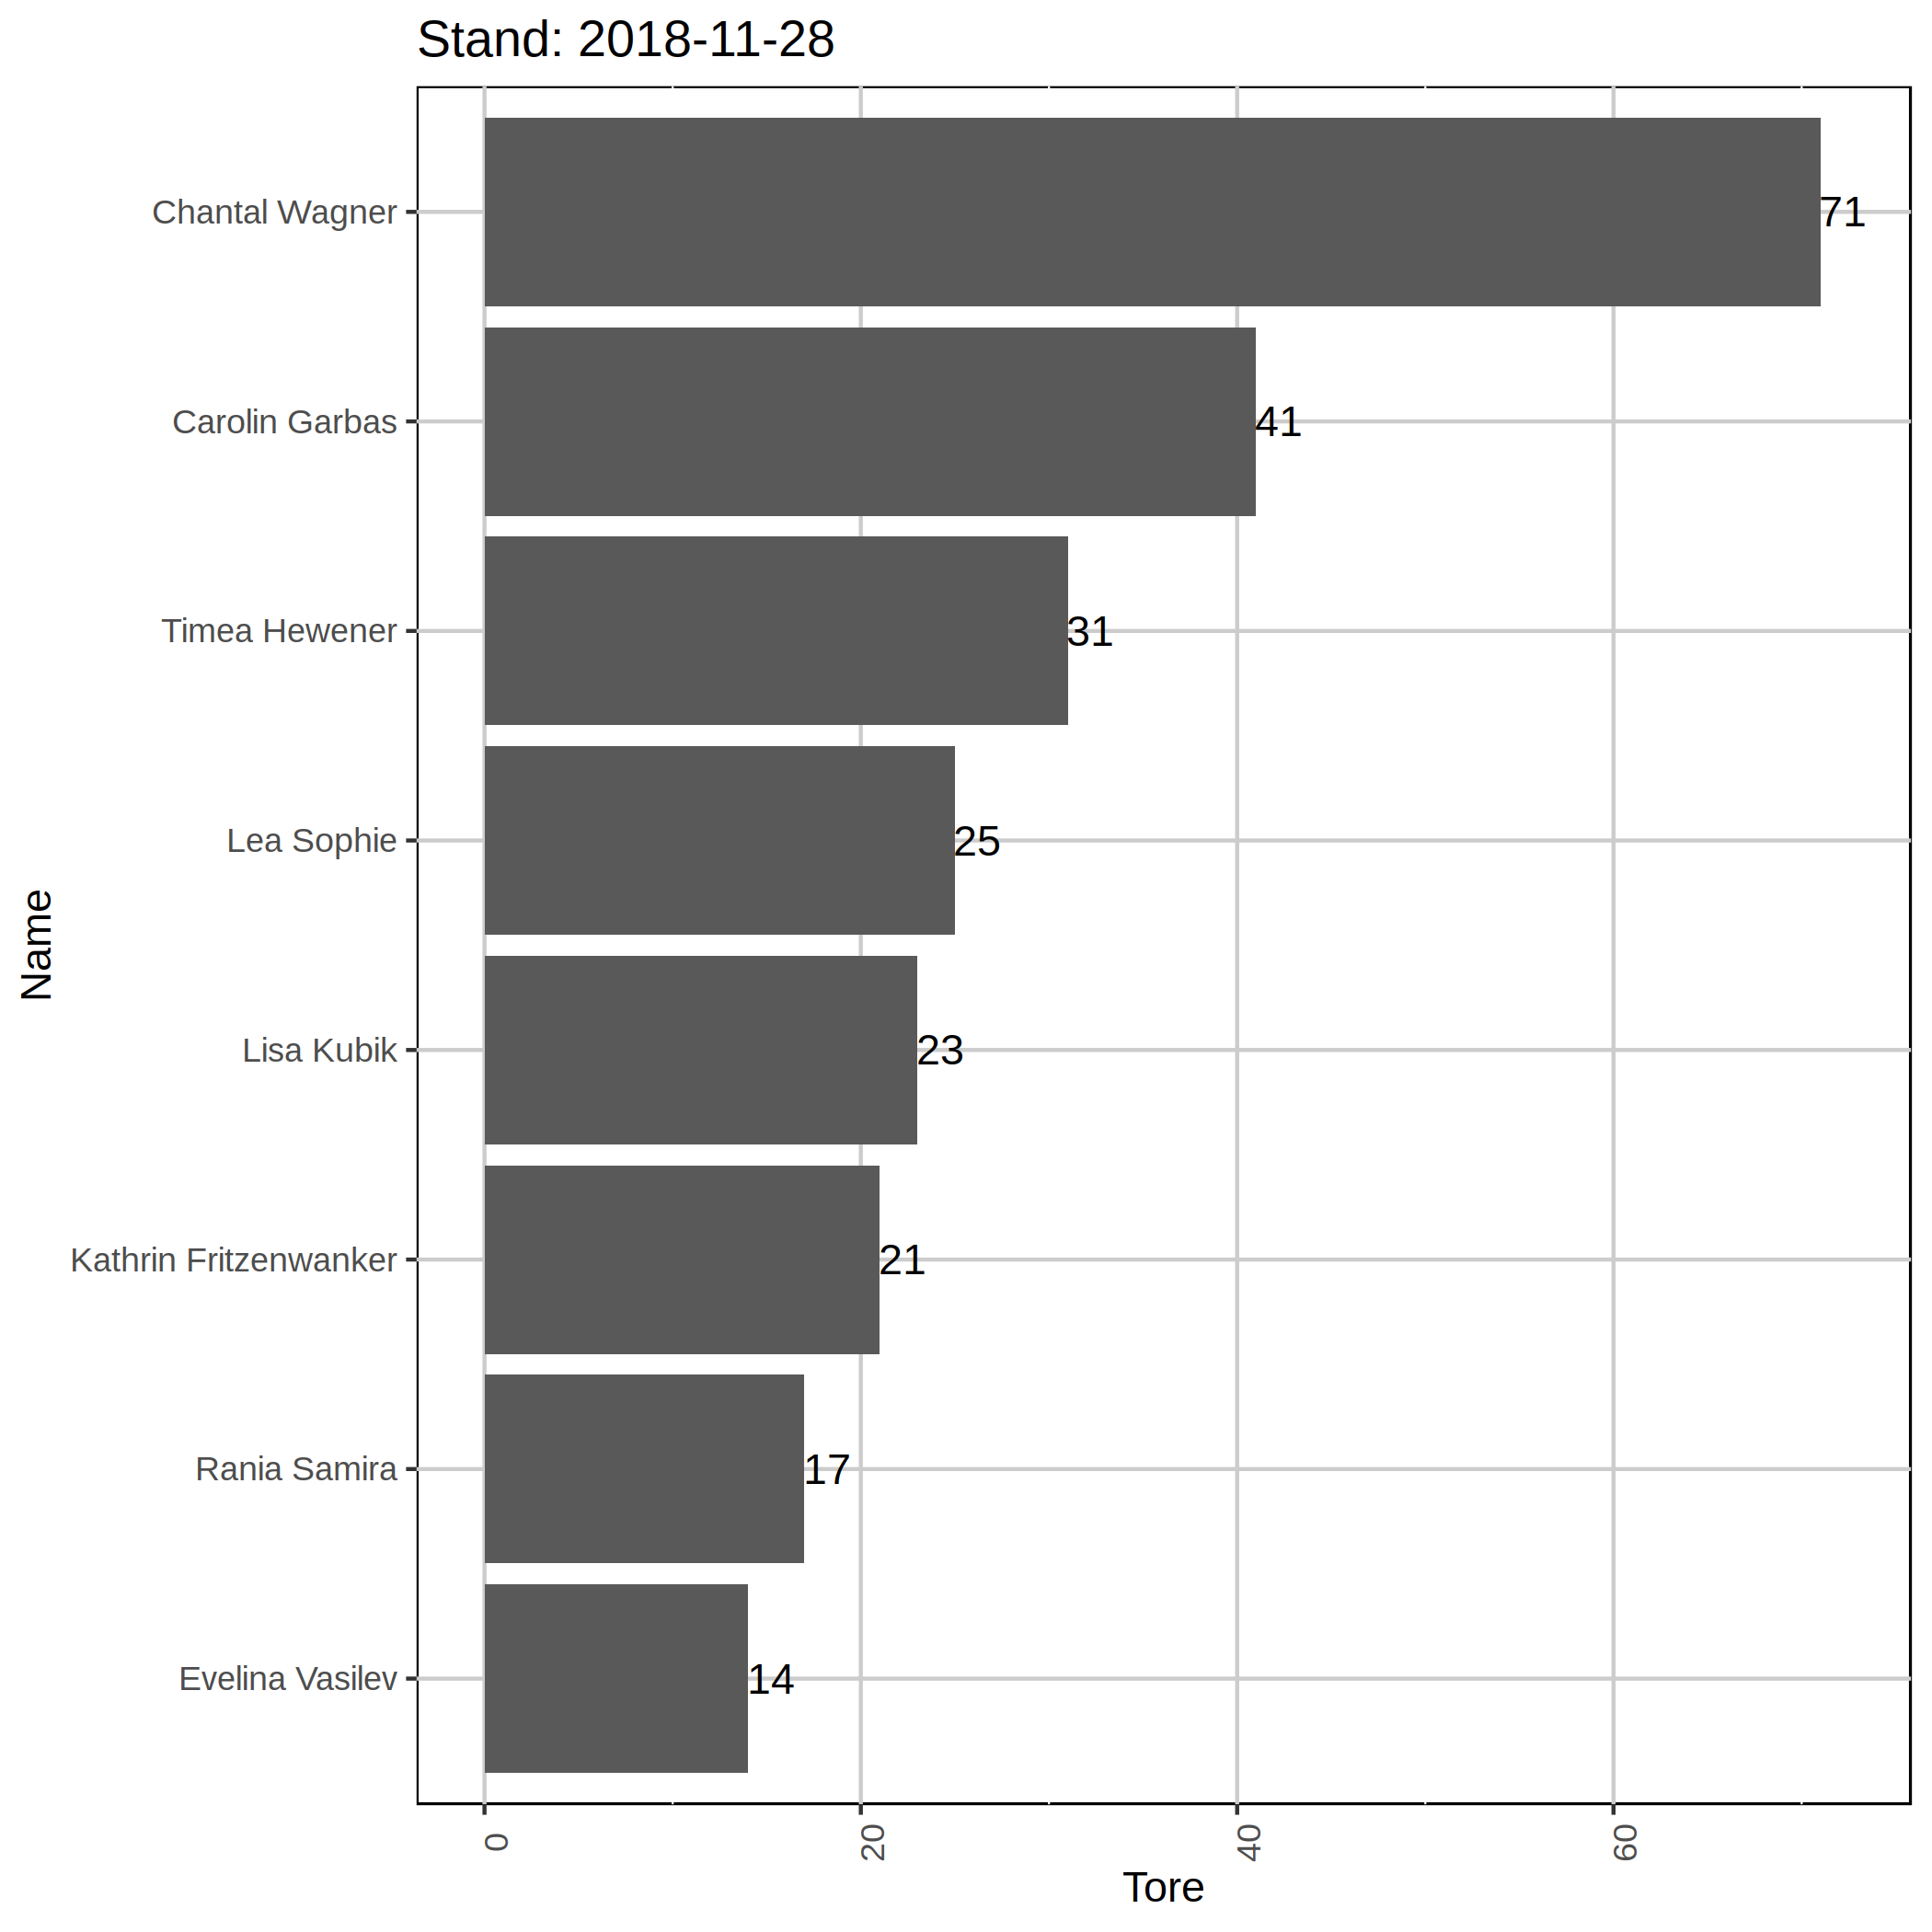 Stand: 2018-11-28
Name
Chantal Wagner
71
Carolin Garbas
41
Timea Hewener
31
Lea Sophie
25
Lisa Kubik
23
Kathrin Fritzenwanker
21
Rania Samira
17
Evelina Vasilev
14
0
20
40
60
Tore